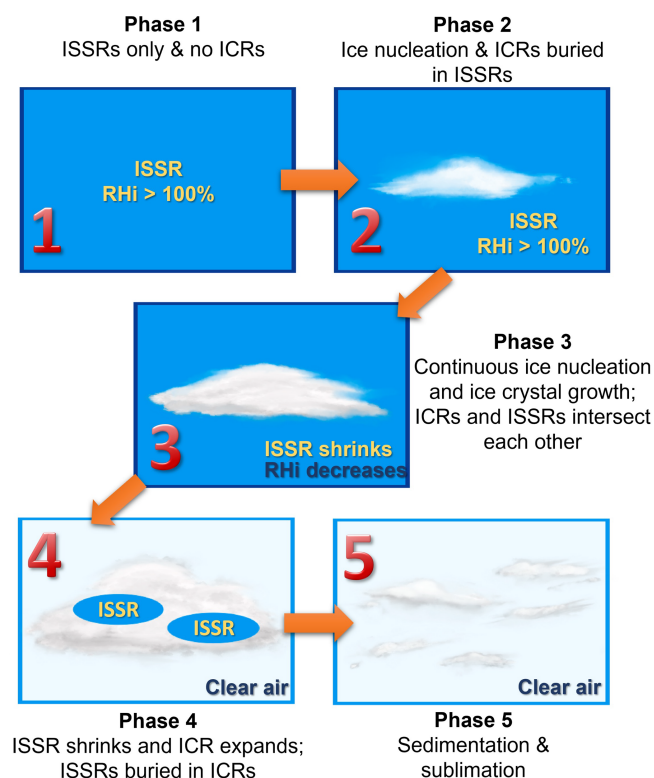 Phase 1
ISSRs only & no ICRs
Phase 2
Ice nucleation & ICRs buried
in ISSRs
ISSR
RHi > 100%
1
ISSR
RHi > 100%
2
Phase 3
Continuous ice nucleation
and ice crystal growth;
ICRs and ISSRs intersect
each other
3
ISSR shrinks
RHi decreases
4
ISSR
ISSR
Clear air
5
Clear air
Phase 4
ISSR shrinks and ICR expands;
ISSRs buried in ICRs
Phase 5
Sedimentation &
sublimation